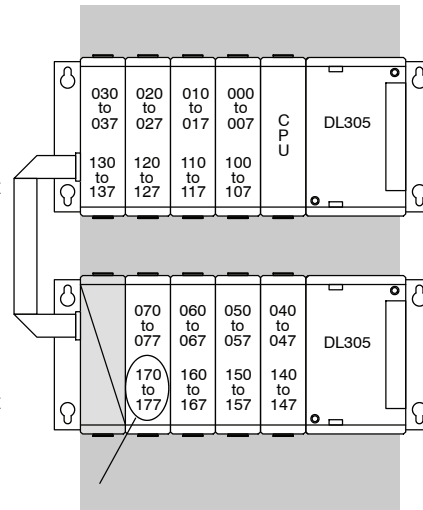 030 to 037
020 to 027
010 to 017
000 to 007
CPU
DL305
130 to 137
120 to 127
110 to 117
100 to 107
070 to 077
060 to 067
050 to 057
040 to 047
DL305
170 to 177
160 to 167
150 to 157
140 to 147